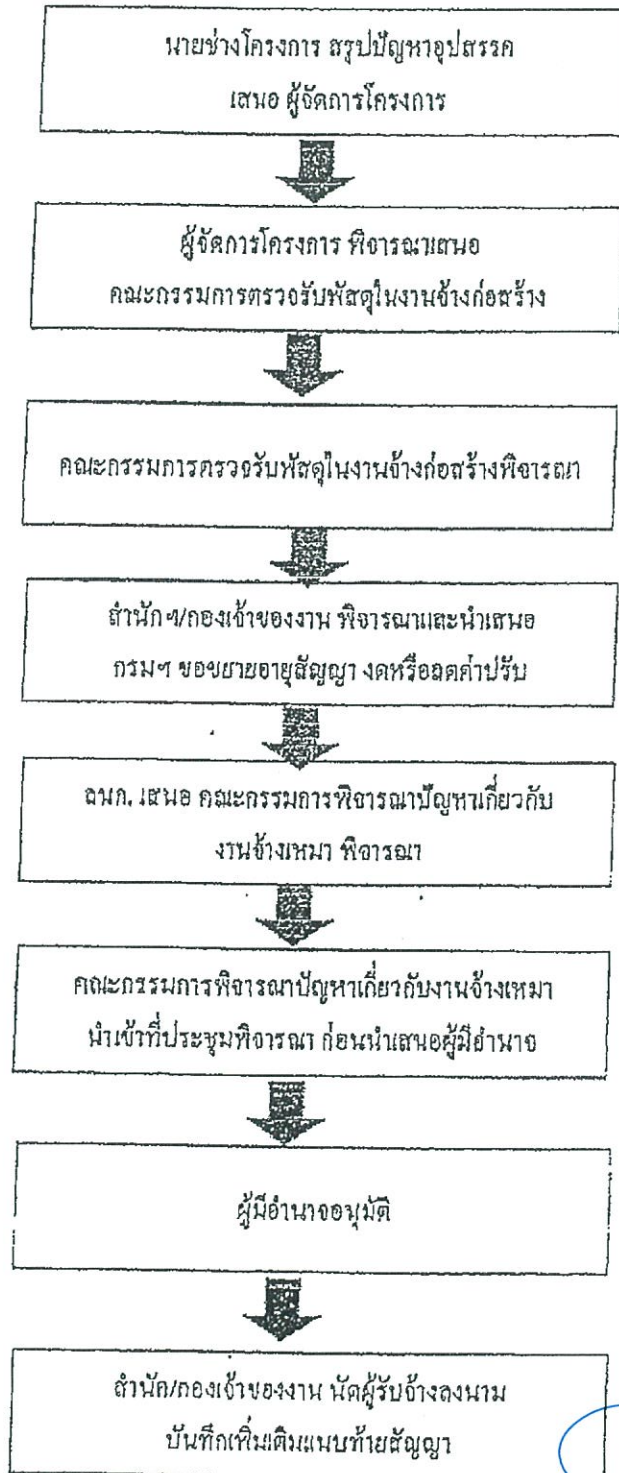 นายช่างโครงการ สรุปปัญหาอุปสรรค
เสนอ ผู้จัดการโครงการ
ผู้จัดการโครงการ พิจารณาเสนอ
คณะกรรมการตรวจรับพัสดุในงานจ้างก่อสร้าง
คณะกรรมการตรวจรับพัสดุในงานจ้างก่อสร้างพิจารณา
สำนักฯ/กองเจ้าของงาน พิจารณาและนำเสนอ
กรมฯ ขอขยายอายุสัญญา งดหรือลดค่าปรับ
เสนอ คณะกรรมการพิจารณาปัญหาเกี่ยวกับ
งานจ้างเหมา พิจารณา
คณะกรรมการพิจารณาปัญหาเกี่ยวกับงานจ้างเหมา
นำเข้าที่ประชุมพิจารณา ก่อนนำเสนอผู้มีอำนาจ
ผู้มีอำนาจอนุมัติ
สำนัก/กองเจ้าของงาน นัดผู้รับจ้างลงนาม
บันทึกเพิ่มเติมแนบท้ายสัญญา